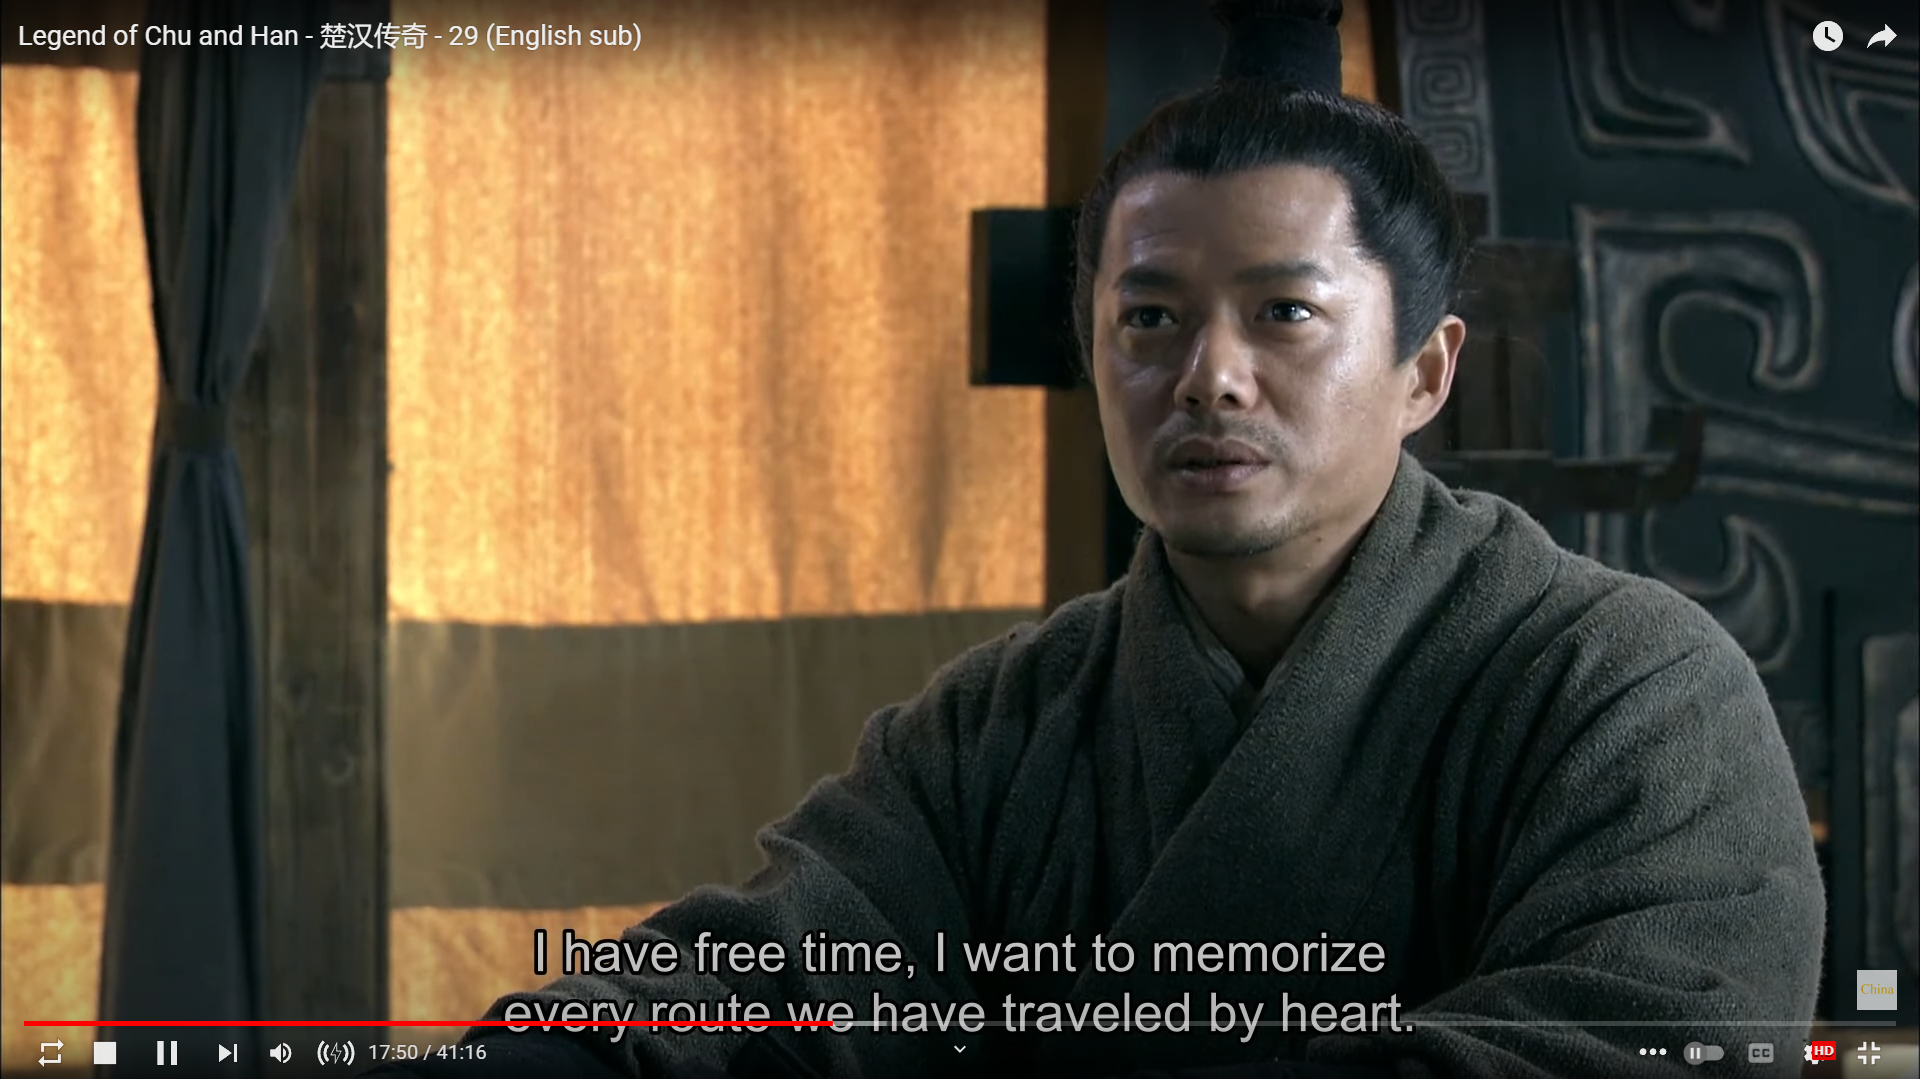 Legend of Chu and Han - 楚汉传奇 - 29 (English sub)
I have free time, I want to memorize
every route we have traveled by heart.
China
17:50 / 41:16
CC
HD